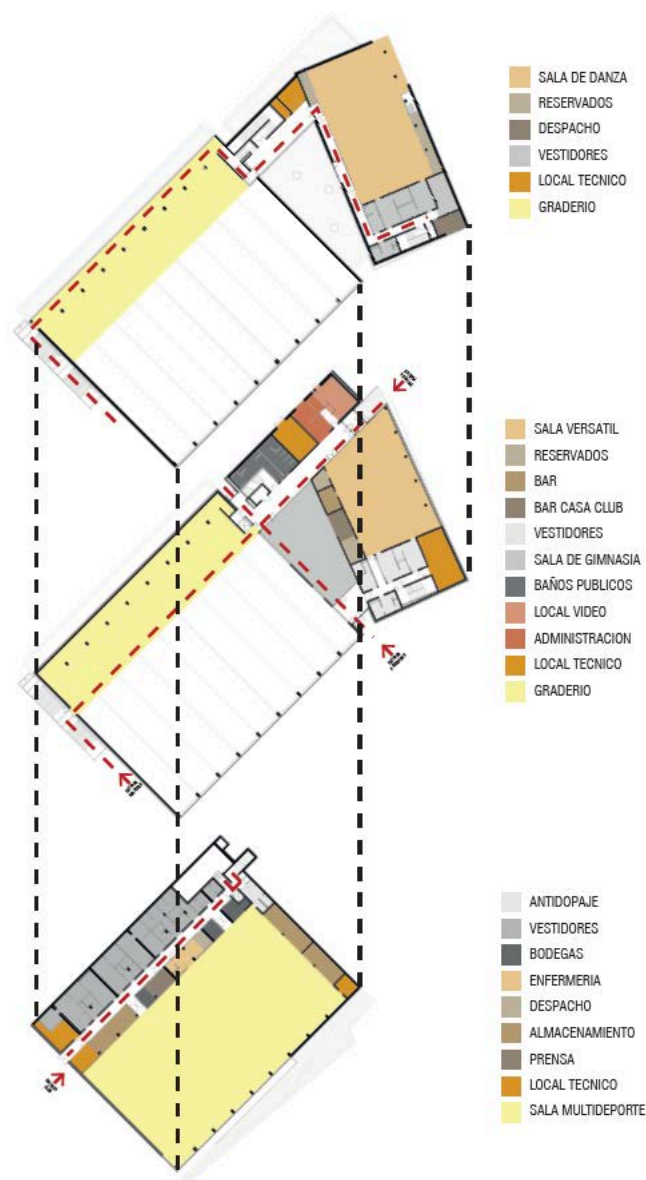 SALA DE DANZA
RESERVADOS
DESPACHO
VESTIDORES
LOCAL TECNICO
GRADERIO
SALA VERSATIL
RESERVADOS
BAR
BAR CASA CLUB
VESTIDORES
SALA DE GIMNASIA
BAÑOS PUBLICOS
LOCAL VIDEO
ADMINISTRACION
LOCAL TECNICO
GRADERIO
ANTIDOPAJE
VESTIDORES
BODEGAS
ENFERMERIA
DESPACHO
ALMACENAMIENTO
PRENSA
LOCAL TECNICO
SALA MULTIDEPORTE